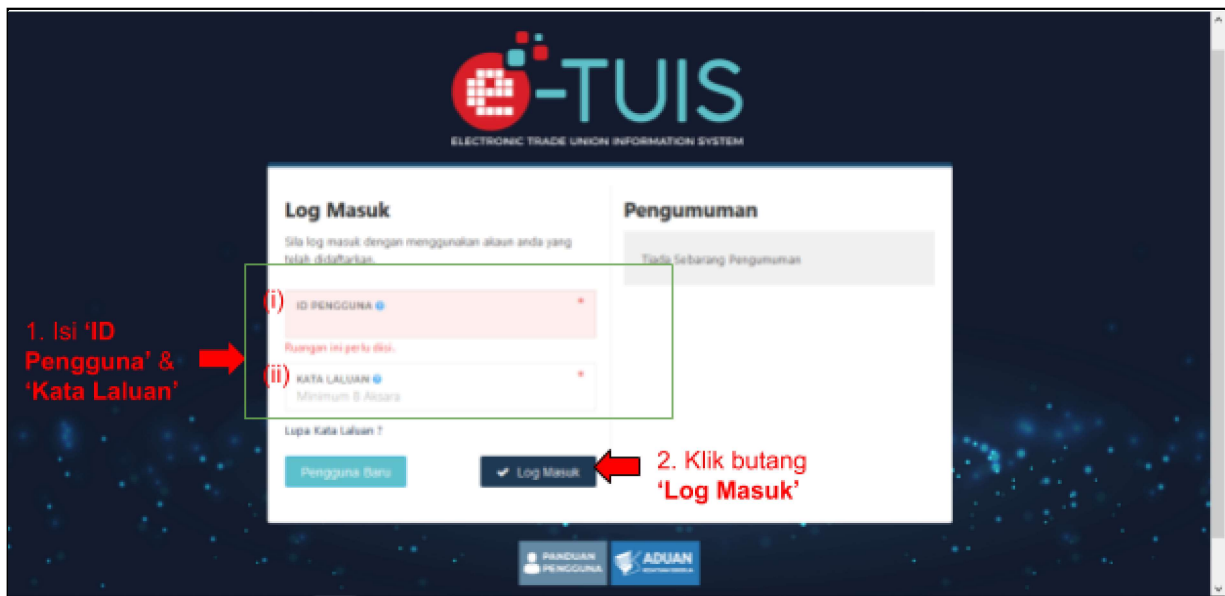 e-TUIS
ELECTRONIC TRADE UNION INFORMATION SYSTEM
Log Masuk
Sila log masuk dengan menggunakan akaun anda yang
telah didaftarkan.
(i) ID PENGGUNA *
Ruangan ini perlu diisi.
(ii) KATA LALUAN *
Minimum 8 Aksara
Lupa Kata Laluan ?
Pengguna Baru
Log Masuk
Pengumuman
Tiada Sebarang Pengumuman
1. Isi ‘ID
Pengguna’ &
‘Kata Laluan’
2. Klik butang
‘Log Masuk’
PANDUAN
PENGGUNA
ADUAN